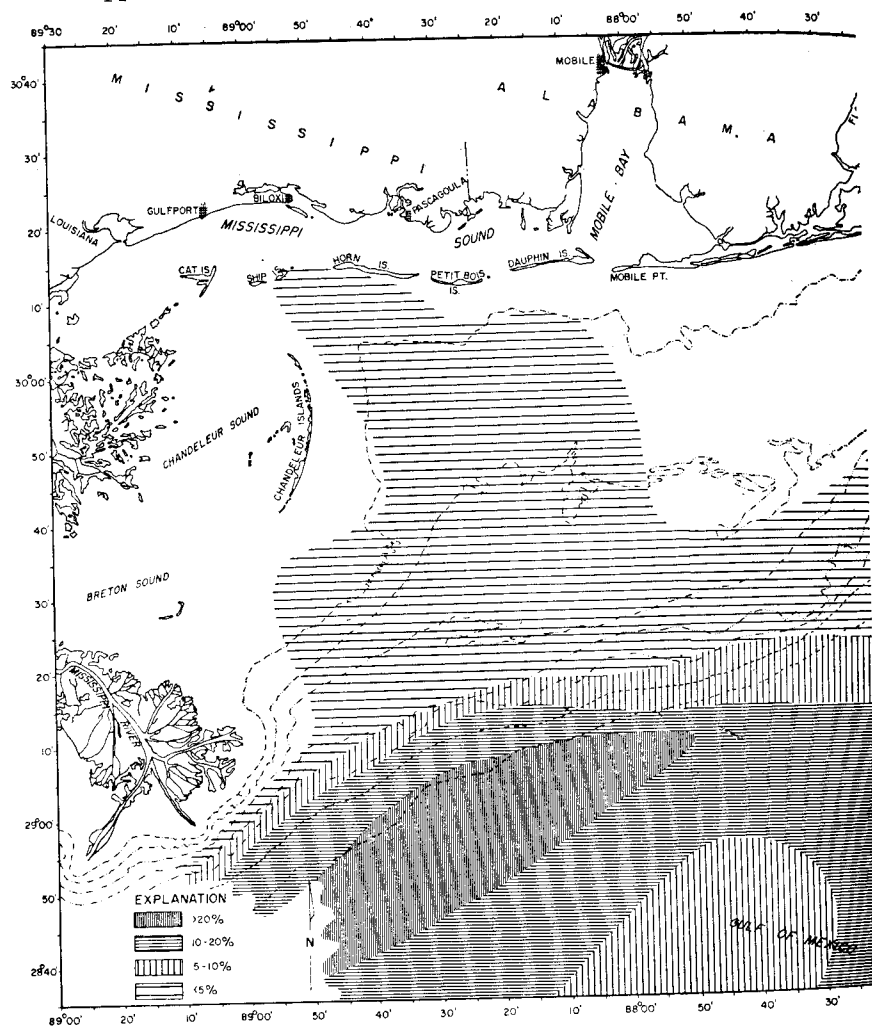 89°30' 20' 10' 89°00' 50' 40' 30' 20' 10' 88°00' 50' 40' 30'
30°40'
30'
20'
10'
30°00'
50'
40'
30'
20'
10'
29°00'
50'
28°40'
MOBILE
MISSISSIPPI
ALABAMA
FL-
BILOXI
GULFPORT
PASCAGOULA
MOBILE BAY
LOUISIANA
MISSISSIPPI
SOUND
CAT IS.
SHIP
HORN
IS.
PETIT BOIS
IS.
DAUPHIN IS.
MOBILE PT.
CHANDELEUR SOUND
CHANDELEUR ISLANDS
BRETON SOUND
MISSISSIPPI
RIVER
GULF OF MEXICO
EXPLANATION
>20%
10-20%
5-10%
<5%
N
89°00' 20' 10' 89°00' 50' 40' 30' 20' 10' 88°00' 50' 40' 30'